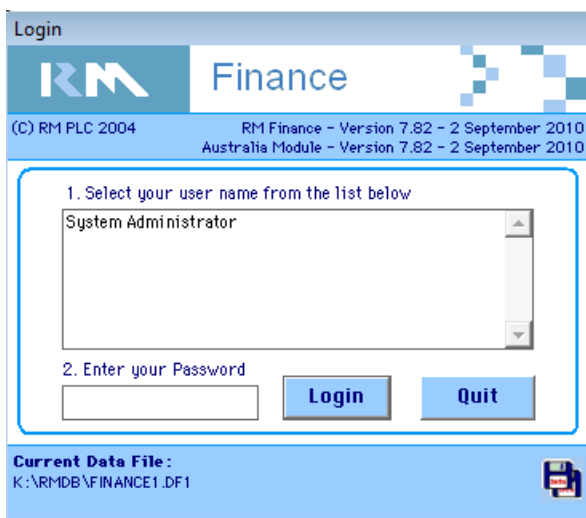 Login
RM Finance
(C) RM PLC 2004 RM Finance - Version 7.82 - 2 September 2010
Australia Module - Version 7.82 - 2 September 2010
1. Select your user name from the list below
System Administrator
2. Enter your Password
Login Quit
Current Data File:
K:\RMDB\FINANCE1.DF1